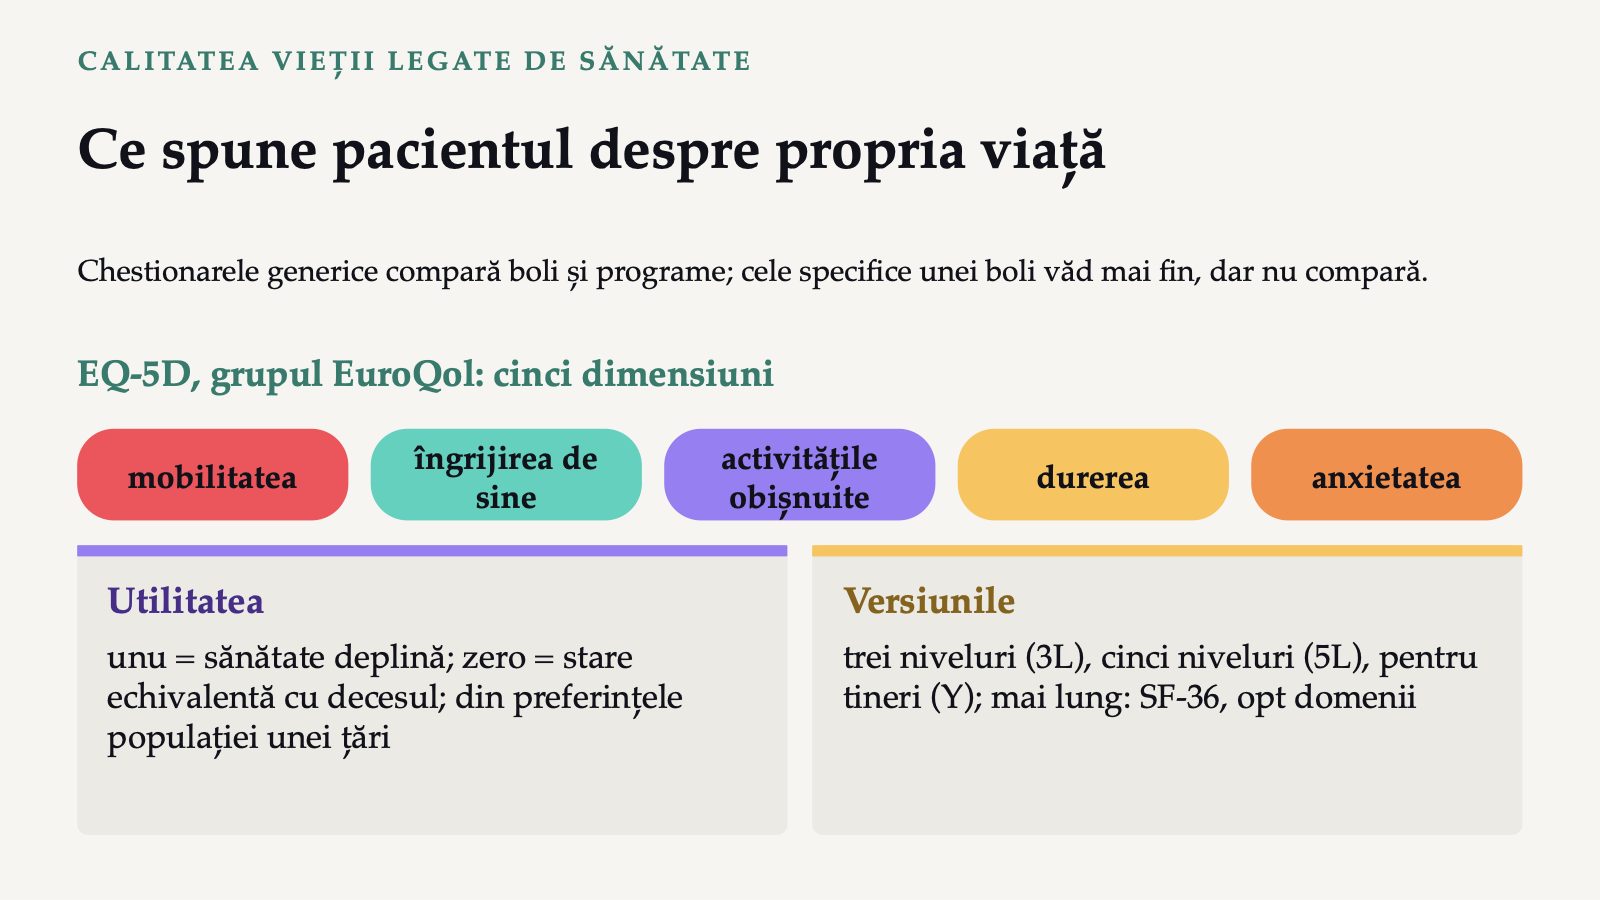 CALITATEA VIEȚII LEGATE DE SĂNĂTATE
Ce spune pacientul despre propria viață
Chestionarele generice compară boli și programe; cele specifice unei boli văd mai fin, dar nu compară.
EQ-5D, grupul EuroQol: cinci dimensiuni
mobilitatea
îngrijirea de
sine
activitățile
obișnuite
durerea
anxietatea
Utilitatea
unu = sănătate deplină; zero = stare
echivalentă cu decesul; din preferințele
populației unei țări
Versiunile
trei niveluri (3L), cinci niveluri (5L), pentru
tineri (Y); mai lung: SF-36, opt domenii